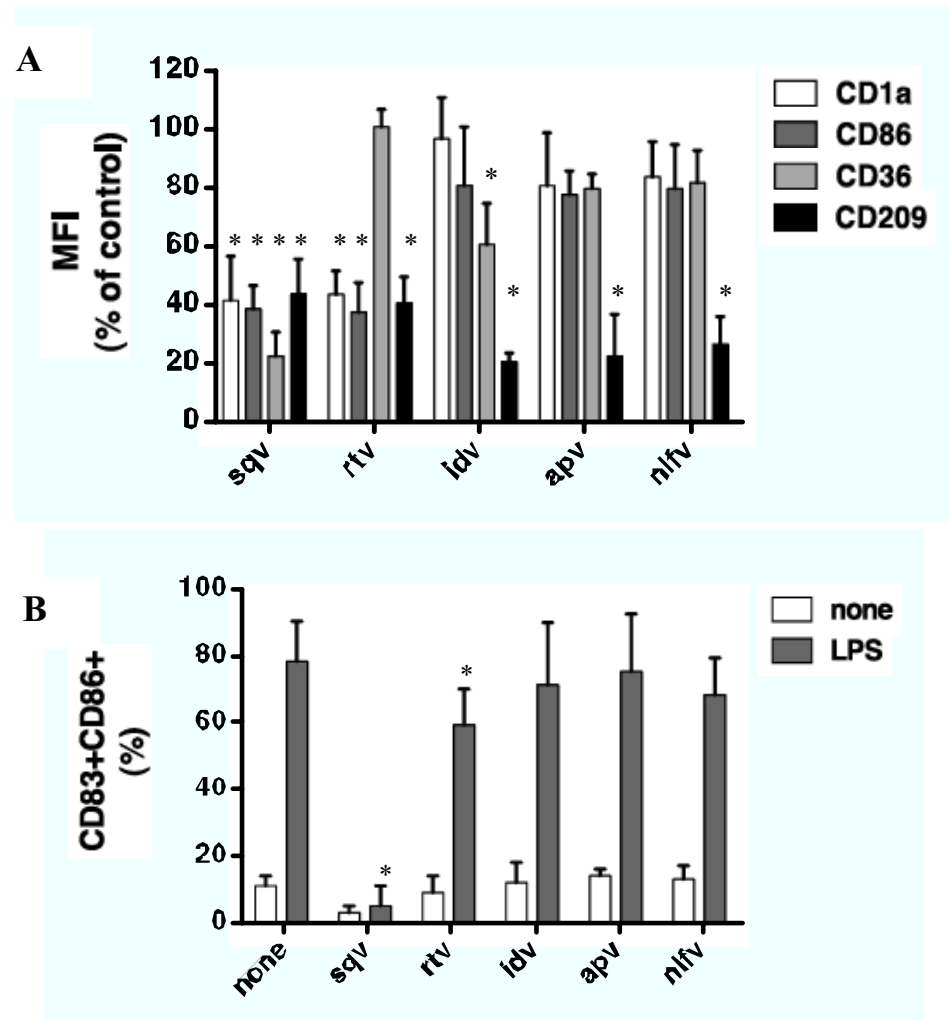 A
MFI
(% of control)
120
100
80
60
40
20
0
* * * * * * * * * * *
sqv rtv idv apv nlfv
CD1a
CD86
CD36
CD209
B
CD83+CD86+
(%)
100
80
60
40
20
0
* *
none sqv rtv idv apv nlfv
none
LPS